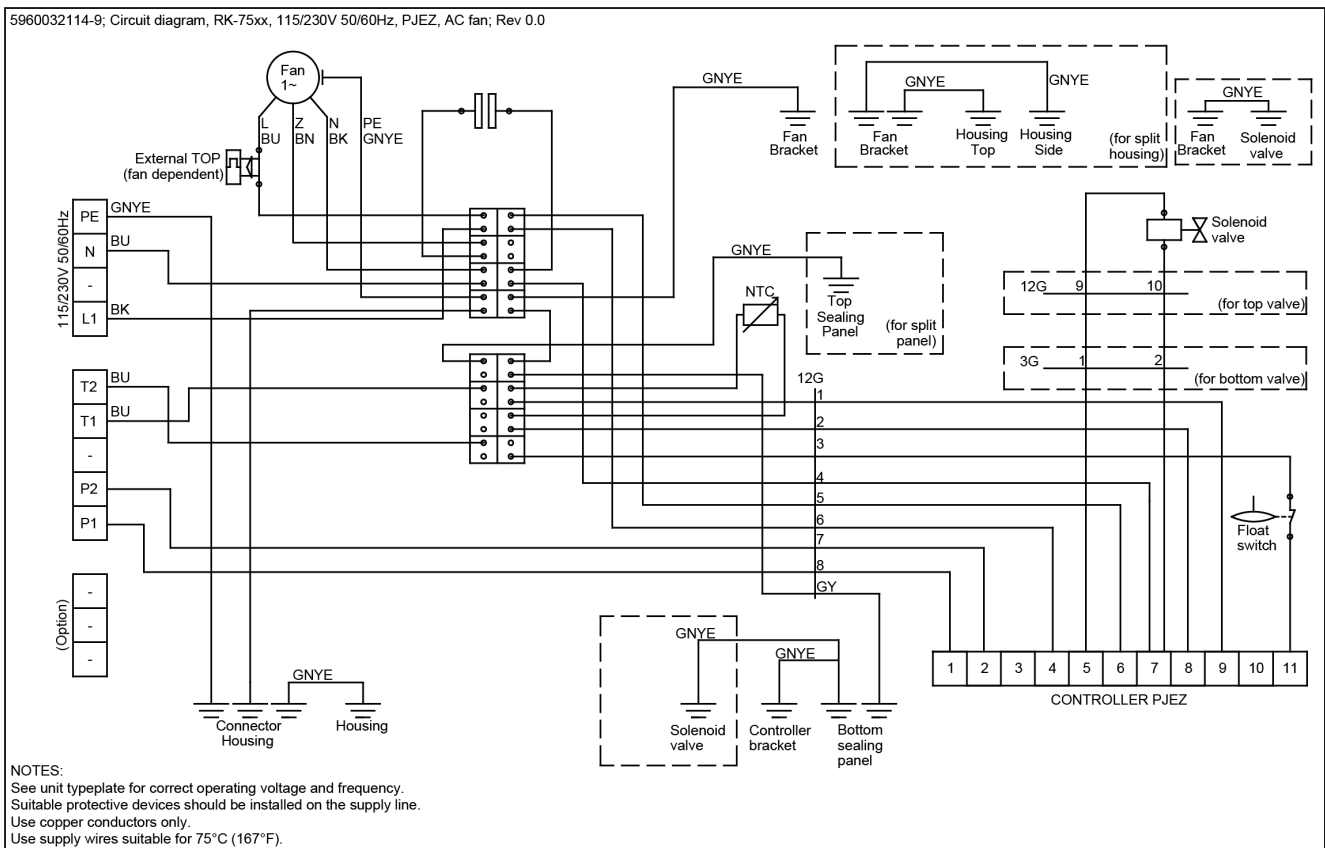 5960032114-9; Circuit diagram, RK-75xx, 115/230V 50/60Hz, PJEZ, AC fan; Rev 0.0
Fan
1~
L
BU
Z
BN
N
BK
PE
GNYE
External TOP
(fan dependent)
GNYE
Fan
Bracket
GNYE
GNYE
Fan
Bracket
Housing
Top
Housing
Side
(for split
housing)
GNYE
Fan
Bracket
Solenoid
valve
115/230V 50/60Hz
PE
GNYE
N
BU
-
L1
BK
T2
BU
T1
BU
-
P2
P1
(Option)
-
-
-
GNYE
NTC
Top
Sealing
Panel
(for split
panel)
Solenoid
valve
12G
9
10
(for top valve)
3G
1
2
(for bottom valve)
12G
1
2
3
4
5
6
7
8
GY
Float
switch
GNYE
Connector
Housing
Housing
GNYE
GNYE
Solenoid
valve
Controller
bracket
Bottom
sealing
panel
1
2
3
4
5
6
7
8
9
10
11
CONTROLLER PJEZ
NOTES:
See unit typeplate for correct operating voltage and frequency.
Suitable protective devices should be installed on the supply line.
Use copper conductors only.
Use supply wires suitable for 75°C (167°F).